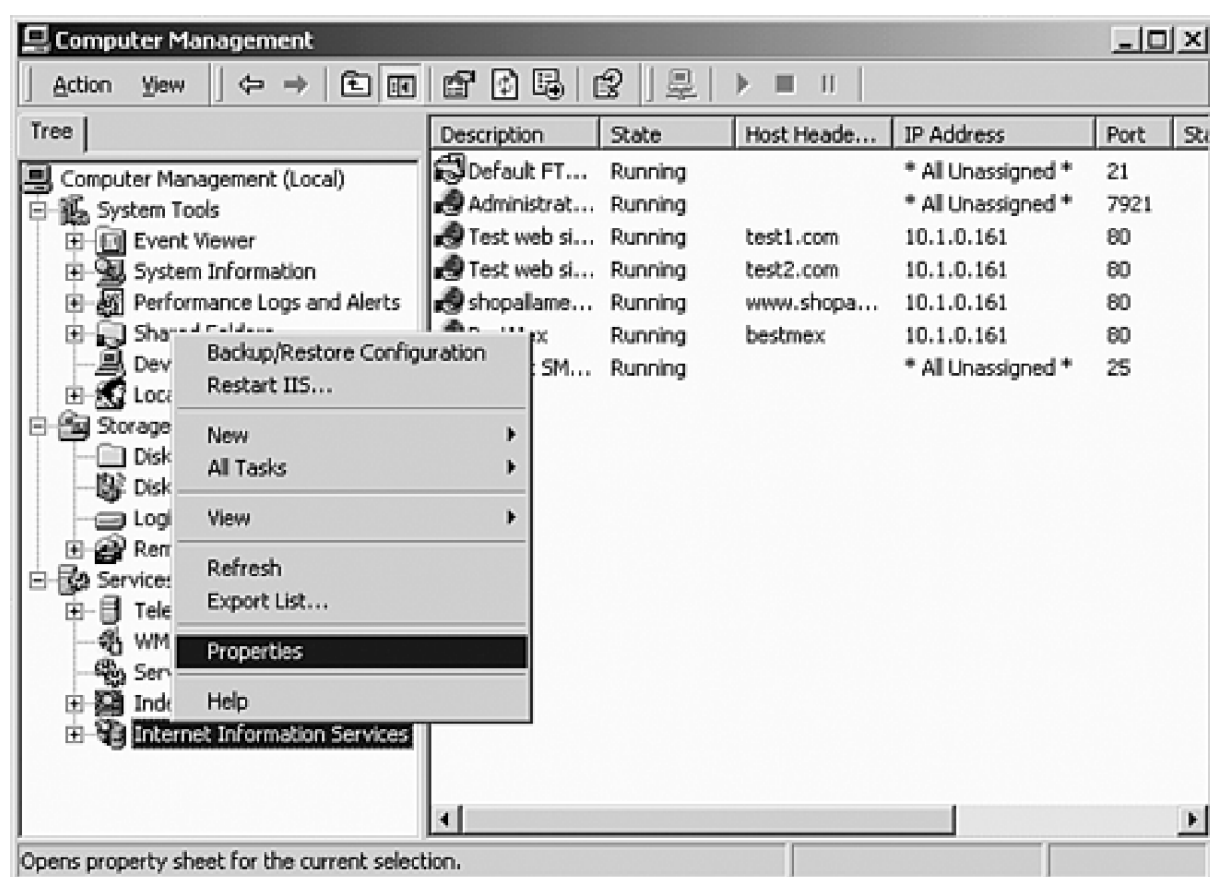 Computer Management
Action View
Tree
Description State Host Heade... IP Address Port
Computer Management (Local)
System Tools
Event Viewer
System Information
Performance Logs and Alerts
Storage
Services
Internet Information Services
Default FT... Running * All Unassigned * 21
Administrat... Running * All Unassigned * 7921
Test web si... Running test1.com 10.1.0.161 80
Test web si... Running test2.com 10.1.0.161 80
shopallame... Running www.shopa... 10.1.0.161 80
Running bestmex 10.1.0.161 80
SM... Running * All Unassigned * 25
Backup/Restore Configuration
Restart IIS...
New
All Tasks
View
Refresh
Export List...
Properties
Help
Opens property sheet for the current selection.